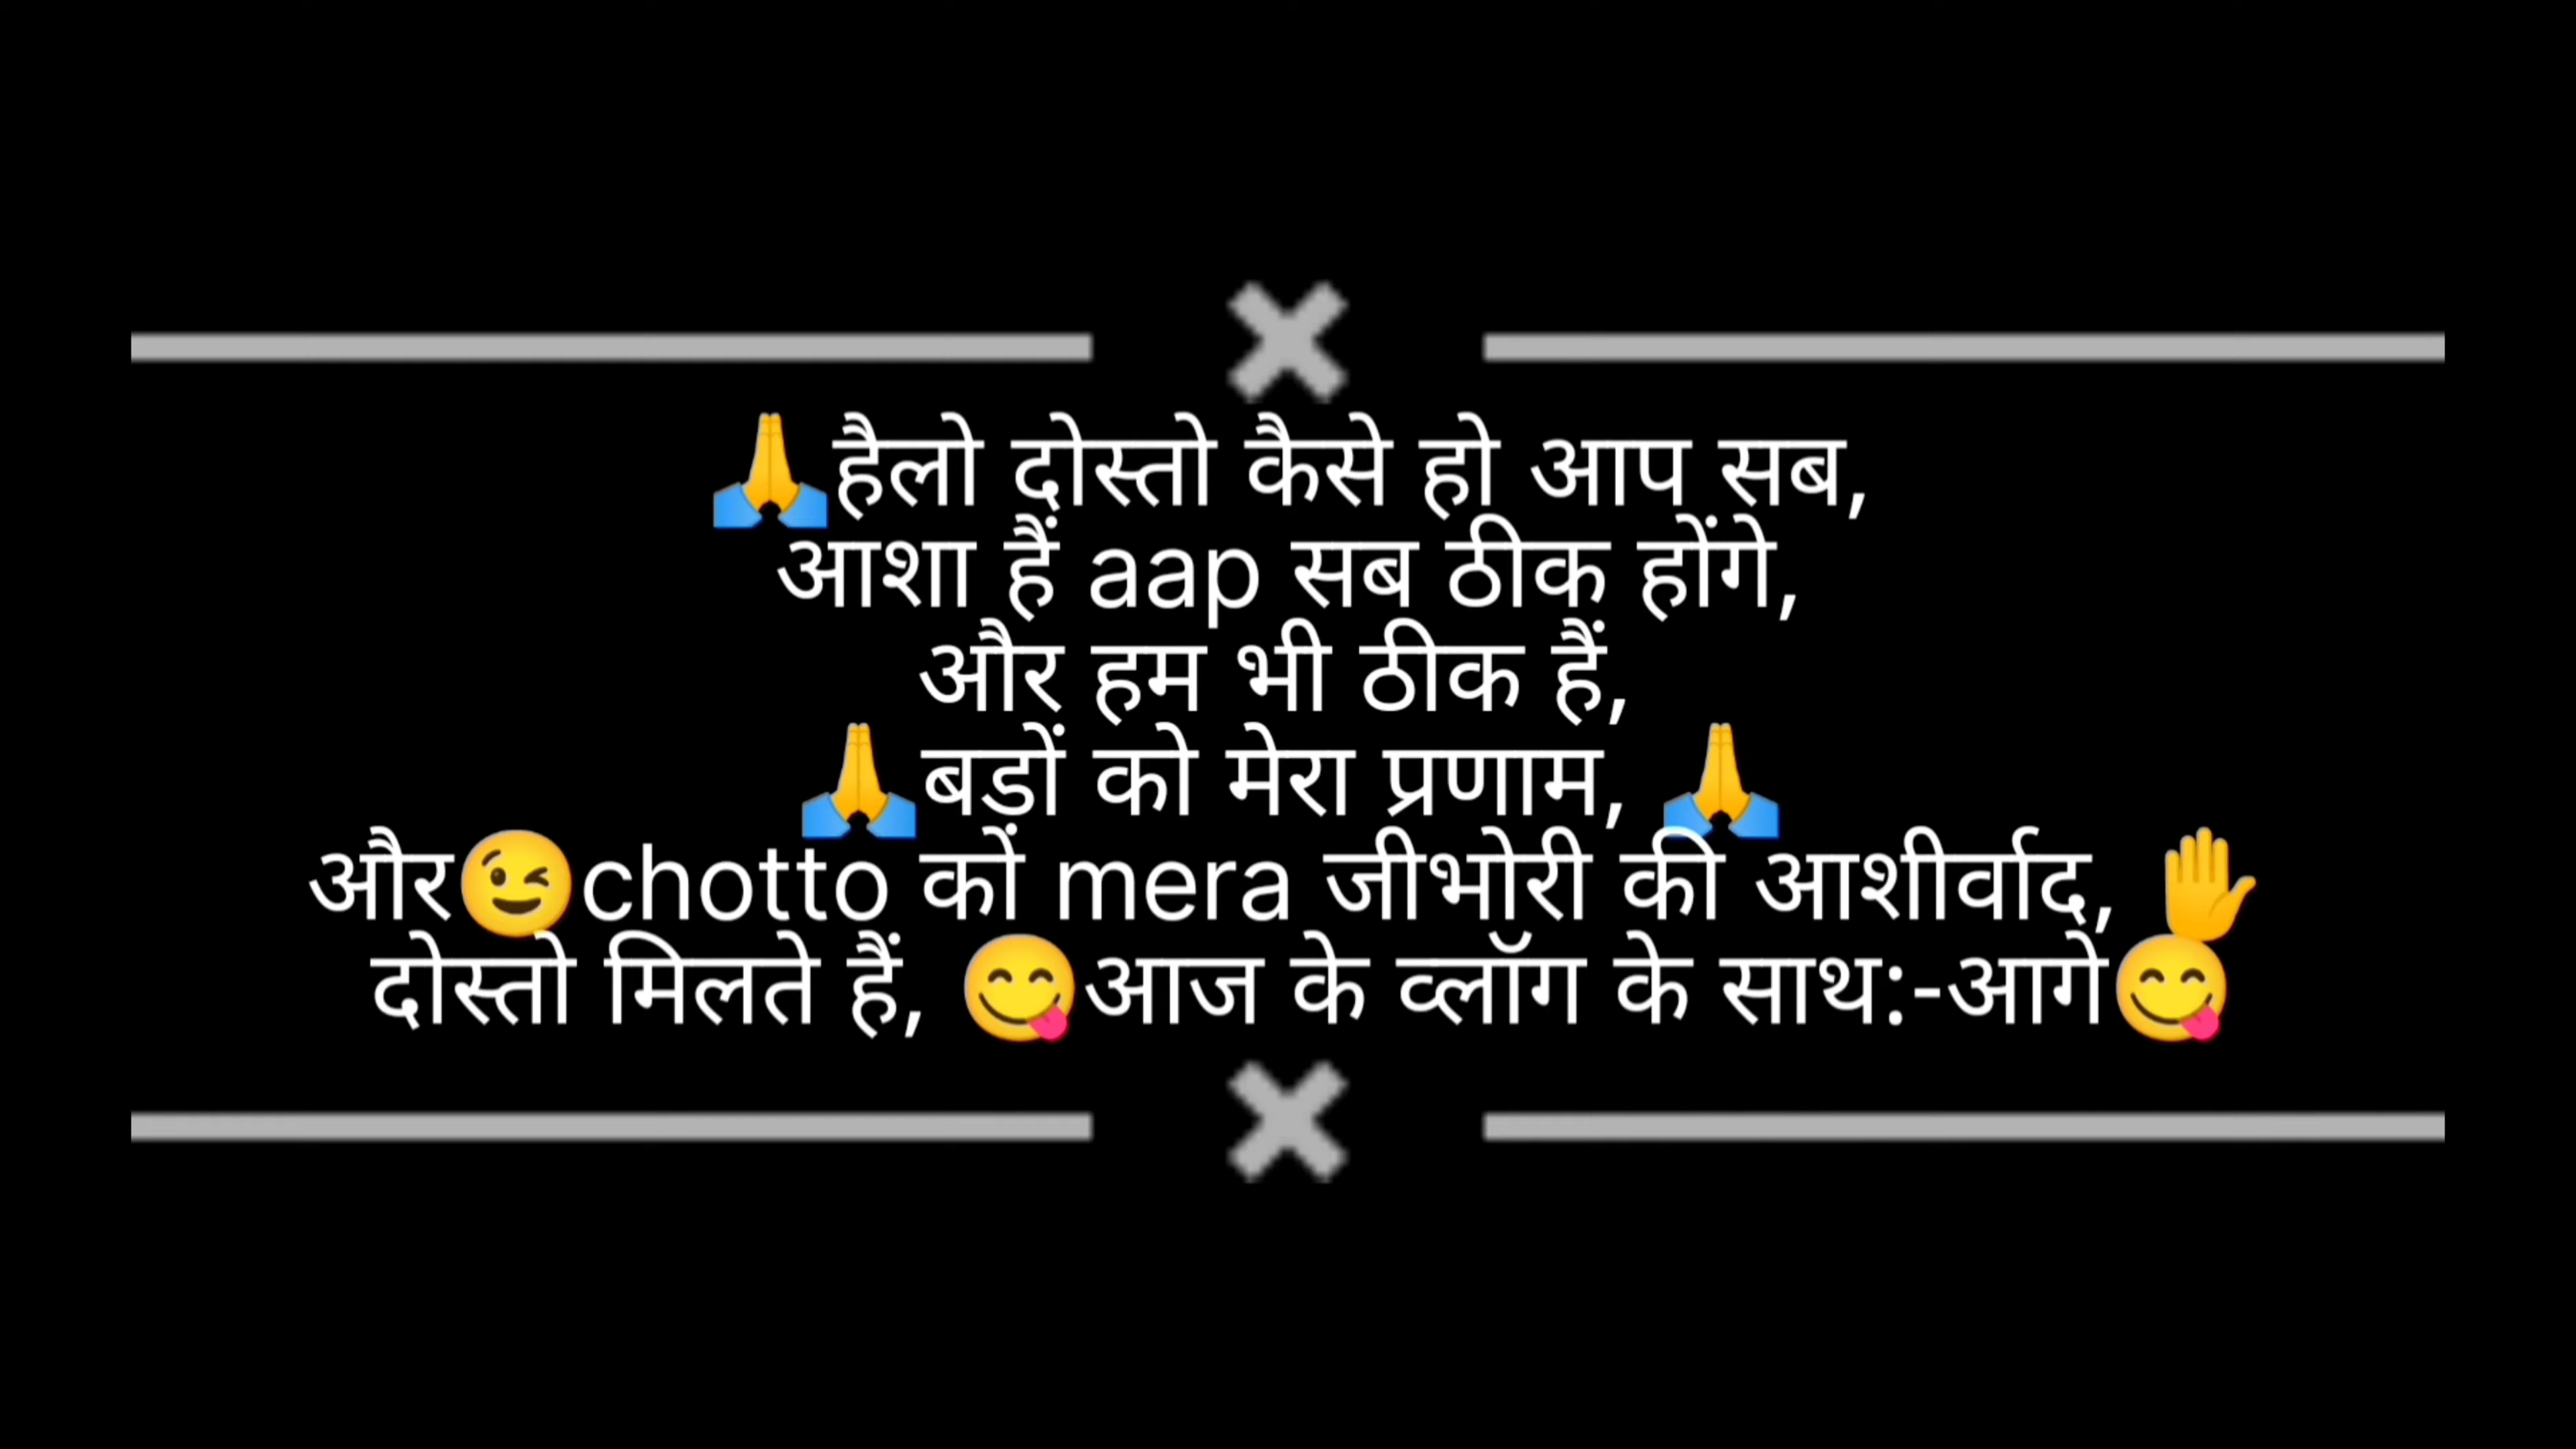 🙏हैलो दोस्तो कैसे हो आप सब,
आशा हैं aap सब ठीक होंगे,
और हम भी ठीक हैं,
🙏बडों को मेरा प्रणाम, 🙏
और😉chotto कों mera जीभोरी की आशीर्वाद, ✋
दोस्तो मिलते हैं, 😋आज के व्लॉग के साथ:-आगे😋